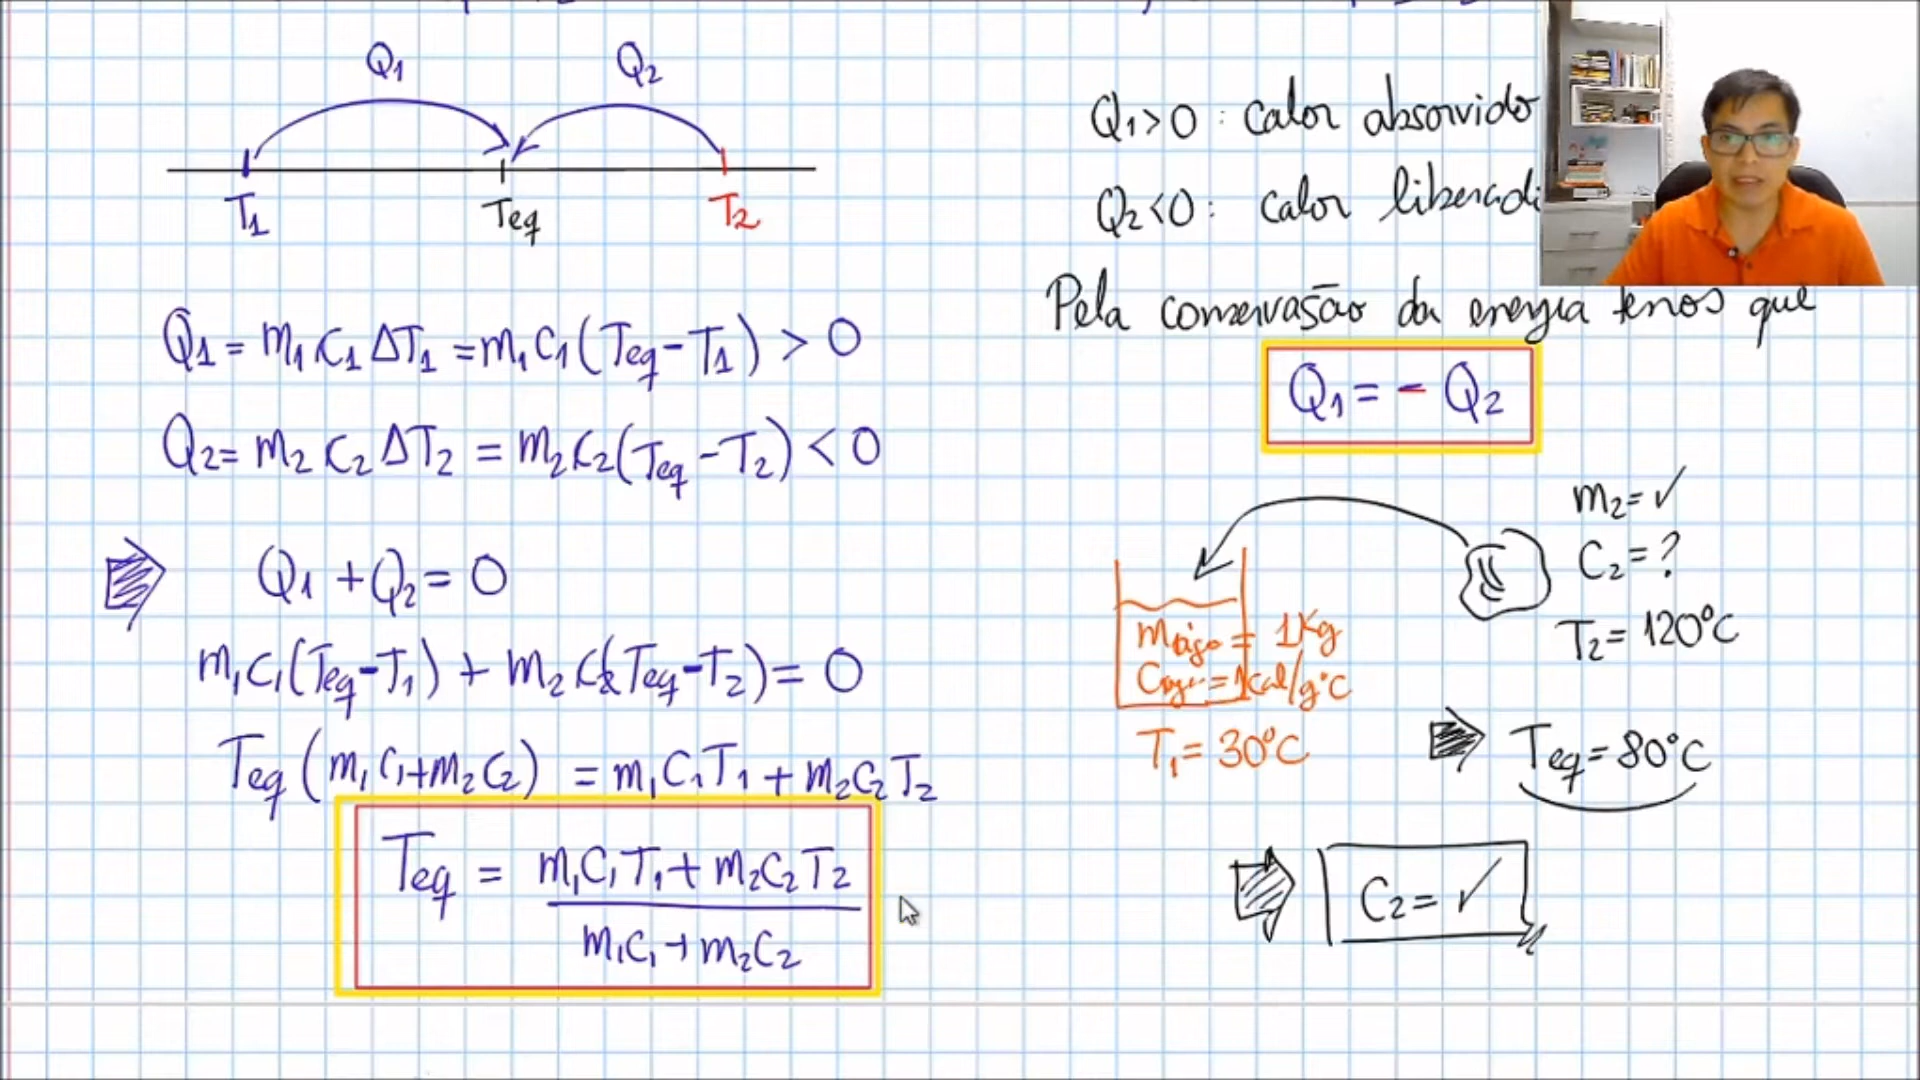 Q₁ Q₂
T₁ Teq T₂
Q₁ = m₁ c₁ ΔT₁ = m₁ c₁ (Teq - T₁) > 0
Q₂ = m₂ c₂ ΔT₂ = m₂ c₂ (Teq - T₂) < 0
Q₁ + Q₂ = 0
m₁ c₁ (Teq - T₁) + m₂ c₂ (Teq - T₂) = 0
Teq (m₁ c₁ + m₂ c₂) = m₁ c₁ T₁ + m₂ c₂ T₂
Teq = m₁ c₁ T₁ + m₂ c₂ T₂
m₁ c₁ + m₂ c₂
Q₁ > 0 : calor absorvido
Q₂ < 0 : calor liberad
Pela conservação da energia temos que
Q₁ = - Q₂
m₂ = ✓
C₂ = ?
T₂ = 120°C
= 1Kg
= 1cal/g°C
T₁ = 30°C
Teq = 80°C
C₂ = ✓